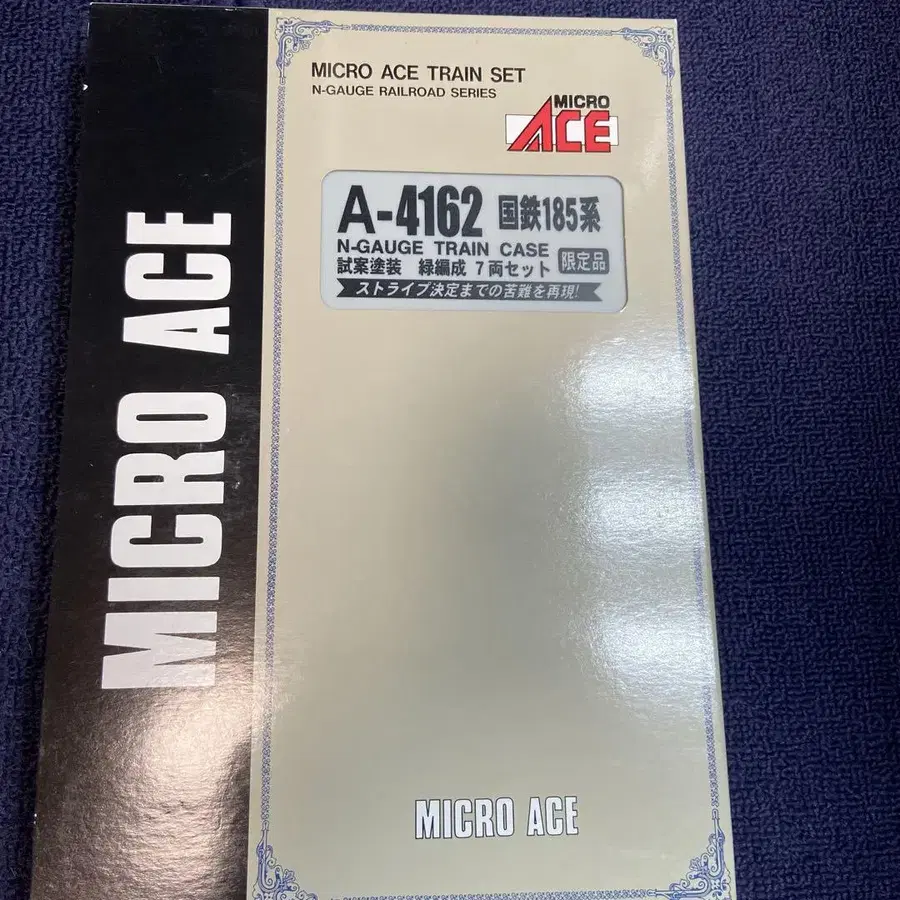 MICRO ACE
MICRO ACE TRAIN SET
N-GAUGE RAILROAD SERIES
MICRO
ACE
A-4162 国鉄185系
N-GAUGE TRAIN CASE
試案塗装 緑編成 7両セット 限定品
ストライプ決定までの苦難を再現!
MICRO ACE